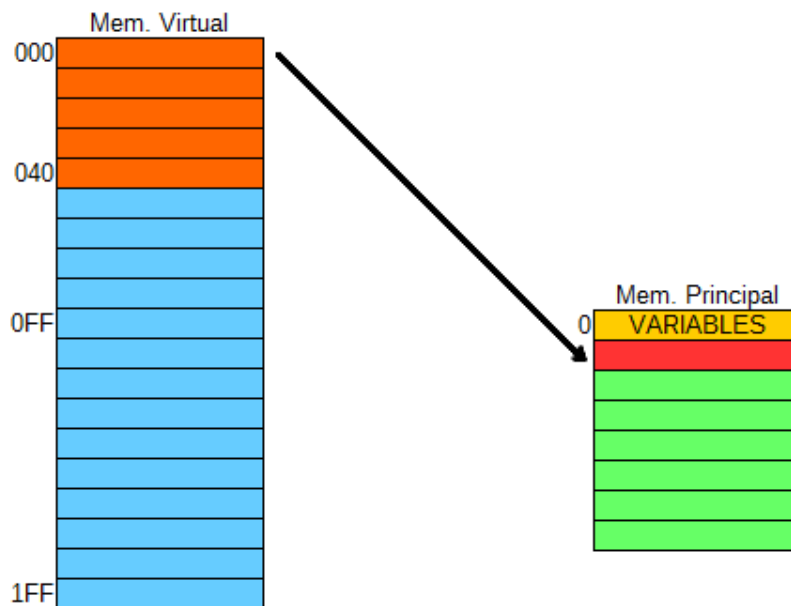 Mem. Virtual
000
040
0FF
1FF
Mem. Principal
0
VARIABLES